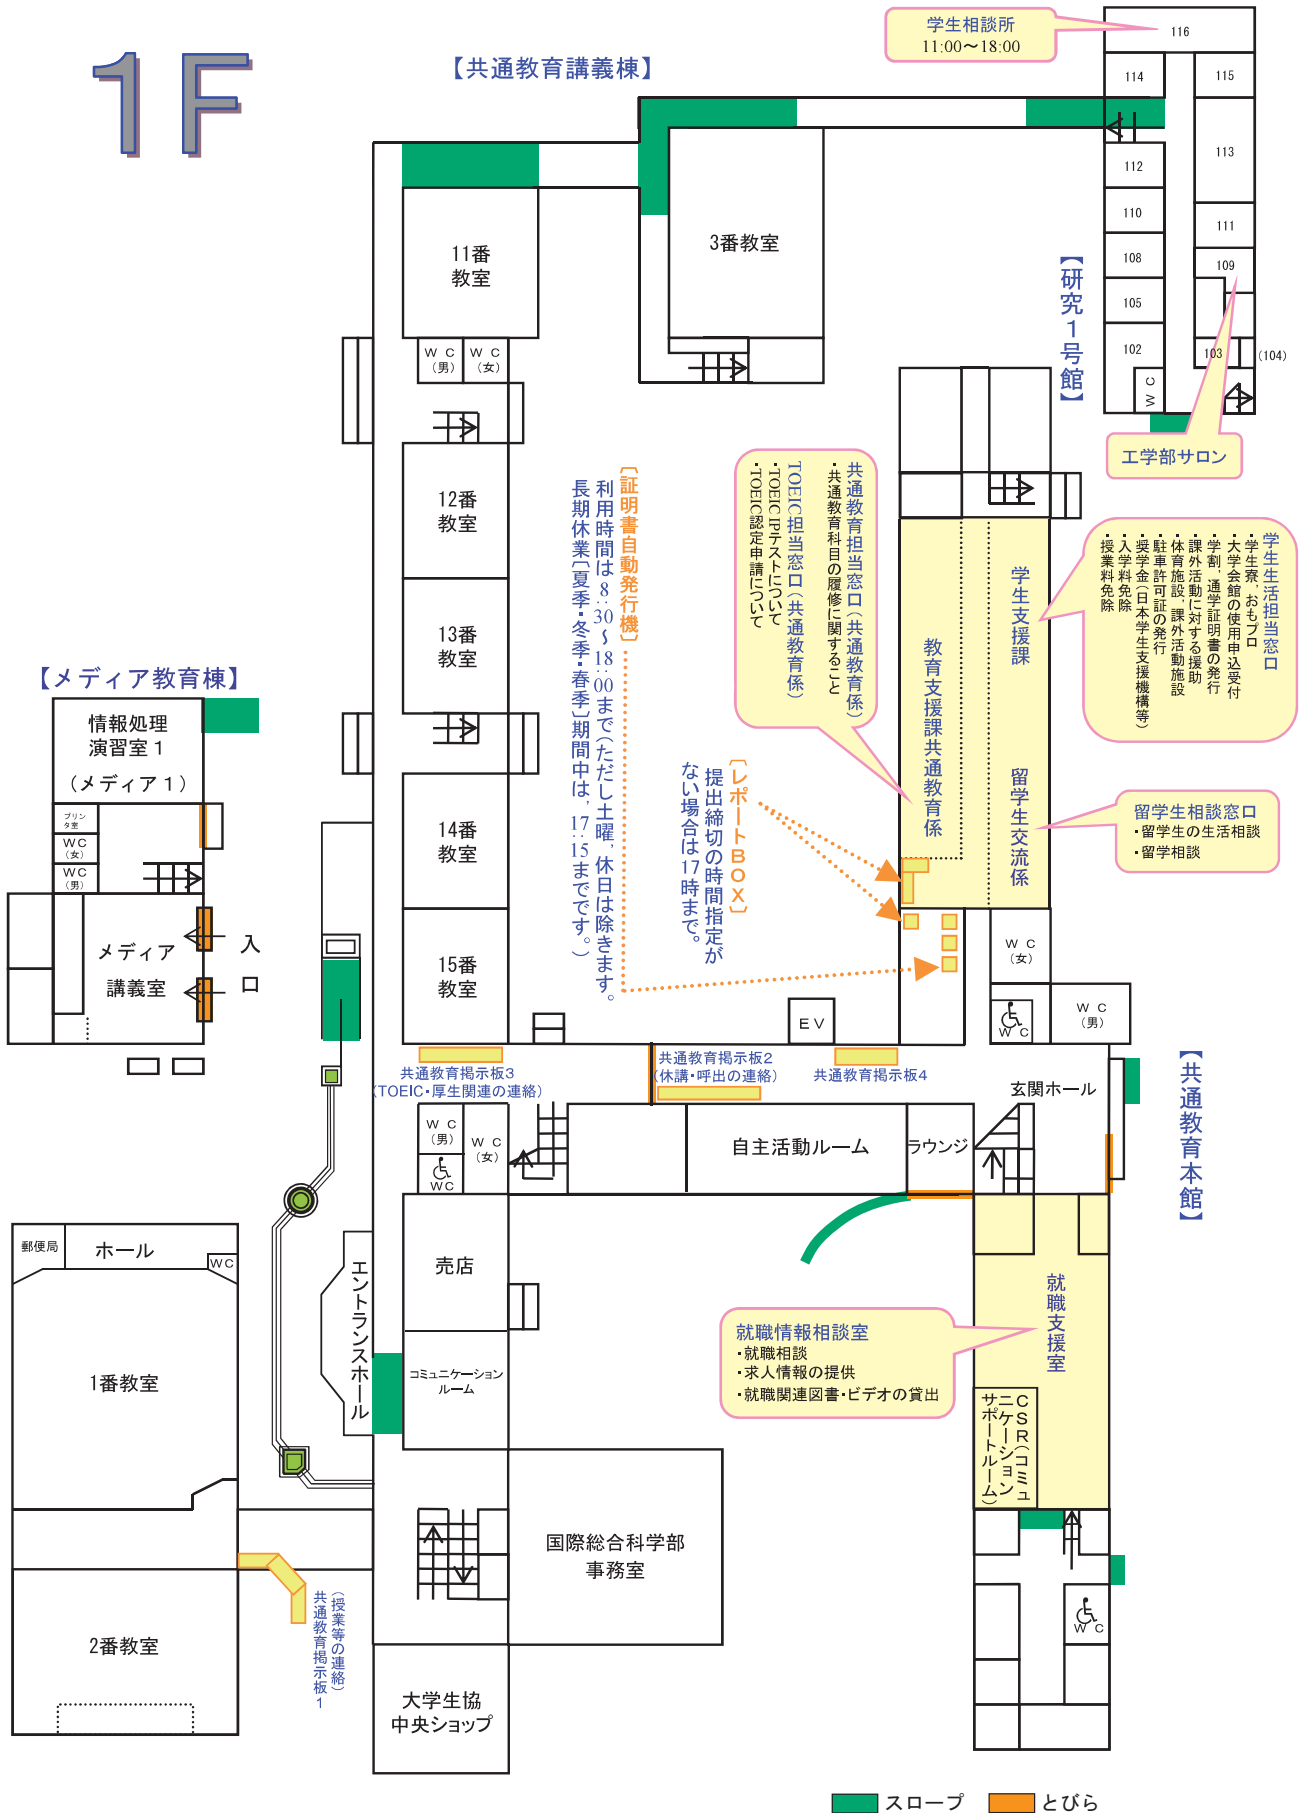 1F
【共通教育講義棟】
学生相談所
11:00〜18:00
116
114
115
113
112
110
111
108
109
105
102
103
(104)
WC
【研究1号館】
工学部サロン
3番教室
11番
教室
WC
(男)
WC
(女)
12番
教室
13番
教室
14番
教室
15番
教室
〔証明書自動発行機〕
利用時間は8:30〜18:00まで(ただし土曜,休日は除きます。
長期休業〔夏季・冬季・春季〕期間中は,17:15までです。)
共通教育担当窓口(共通教育係)
・共通教育科目の履修に関すること
TOEIC担当窓口(共通教育係)
・TOEIC IPテストについて
・TOEIC認定申請について
学生生活担当窓口
・学生寮、おもプロ
・大学会館の使用申込受付
・学割、通学証明書の発行
・課外活動に対する援助
・体育施設、課外活動施設
・駐車許可証の発行
・奨学金(日本学生支援機構等)
・入学料免除
・授業料免除
学生支援課
教育支援課共通教育係
留学生交流係
留学生相談窓口
・留学生の生活相談
・留学相談
〔レポートBOX〕
提出締切の時間指定が
ない場合は17時まで。
【メディア教育棟】
情報処理
演習室1
(メディア1)
プリン
タ室
WC
(女)
WC
(男)
メディア
講義室
入
口
EV
WC
(女)
WC
WC
(男)
共通教育掲示板3
(TOEIC・厚生関連の連絡)
共通教育掲示板2
(休講・呼出の連絡)
共通教育掲示板4
玄関ホール
【共通教育本館】
WC
(男)
WC
(女)
WC
自主活動ルーム
ラウンジ
売店
郵便局
ホール
WC
エントランスホール
コミュニケーション
ルーム
1番教室
就職支援室
就職情報相談室
・就職相談
・求人情報の提供
・就職関連図書・ビデオの貸出
CSR(コミュ
ニケーション
サポートルーム)
国際総合科学部
事務室
2番教室
(授業等の連絡)
共通教育掲示板1
WC
大学生協
中央ショップ
スロープ
とびら